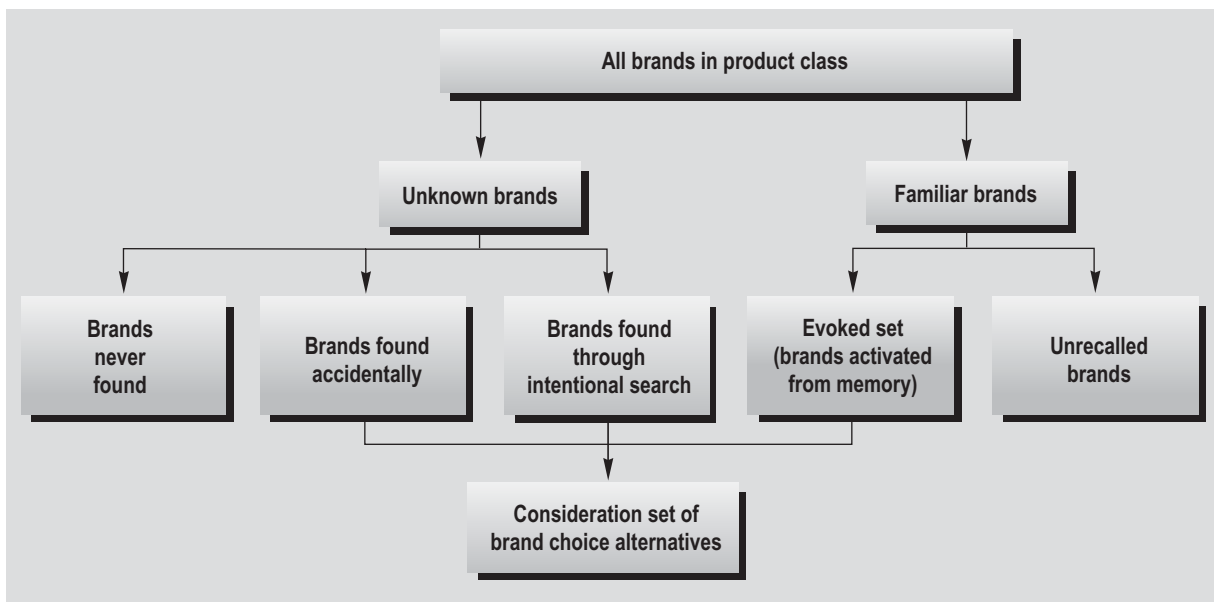 All brands in product class
Unknown brands
Familiar brands
Brands
never
found
Brands found
accidentally
Brands found
through
intentional search
Evoked set
(brands activated
from memory)
Unrecalled
brands
Consideration set of
brand choice alternatives